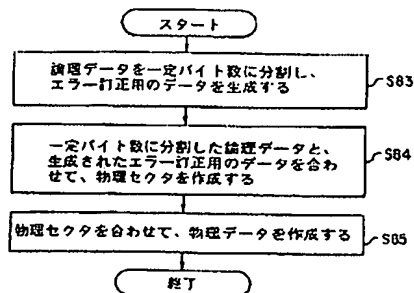 スタート
論理データを一定バイト数に分割し、
エラー訂正用のデータを生成する
S83
一定バイト数に分割した論理データと、
生成されたエラー訂正用のデータを合わ
せて、物理セクタを作成する
S84
物理セクタを合わせて、物理データを作成する
S85
終了